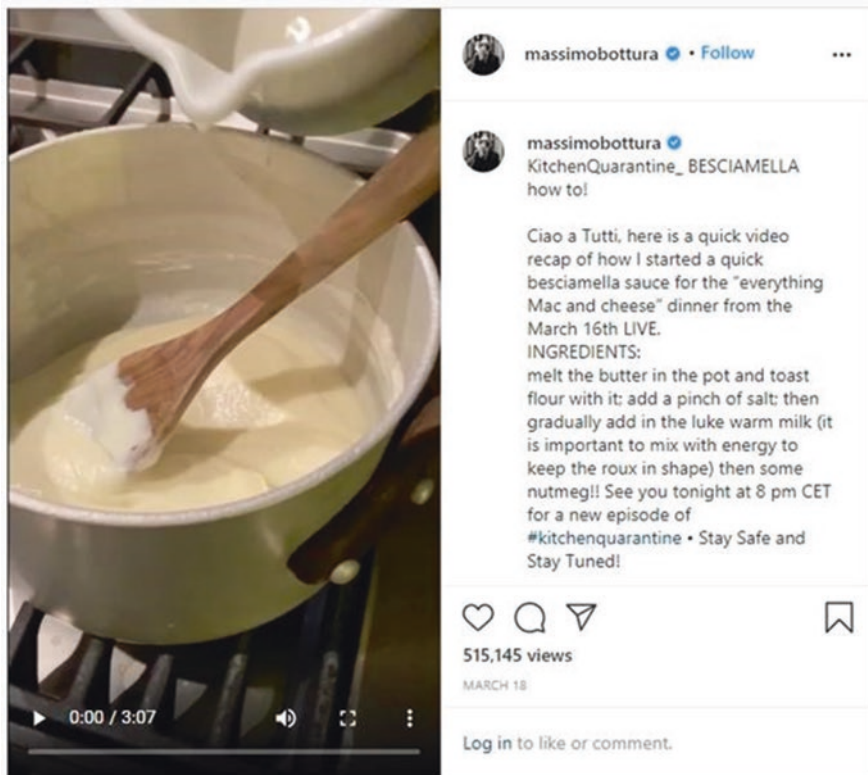 massimobottura • Follow
massimobottura
KitchenQuarantine_ BESCIAMELLA
how to!
Ciao a Tutti, here is a quick video
recap of how I started a quick
besciamella sauce for the "everything
Mac and cheese" dinner from the
March 16th LIVE.
INGREDIENTS:
melt the butter in the pot and toast
flour with it; add a pinch of salt; then
gradually add in the luke warm milk (it
is important to mix with energy to
keep the roux in shape) then some
nutmeg!! See you tonight at 8 pm CET
for a new episode of
#kitchenquarantine • Stay Safe and
Stay Tuned!
515,145 views
MARCH 18
Log in to like or comment.
0:00 / 3:07